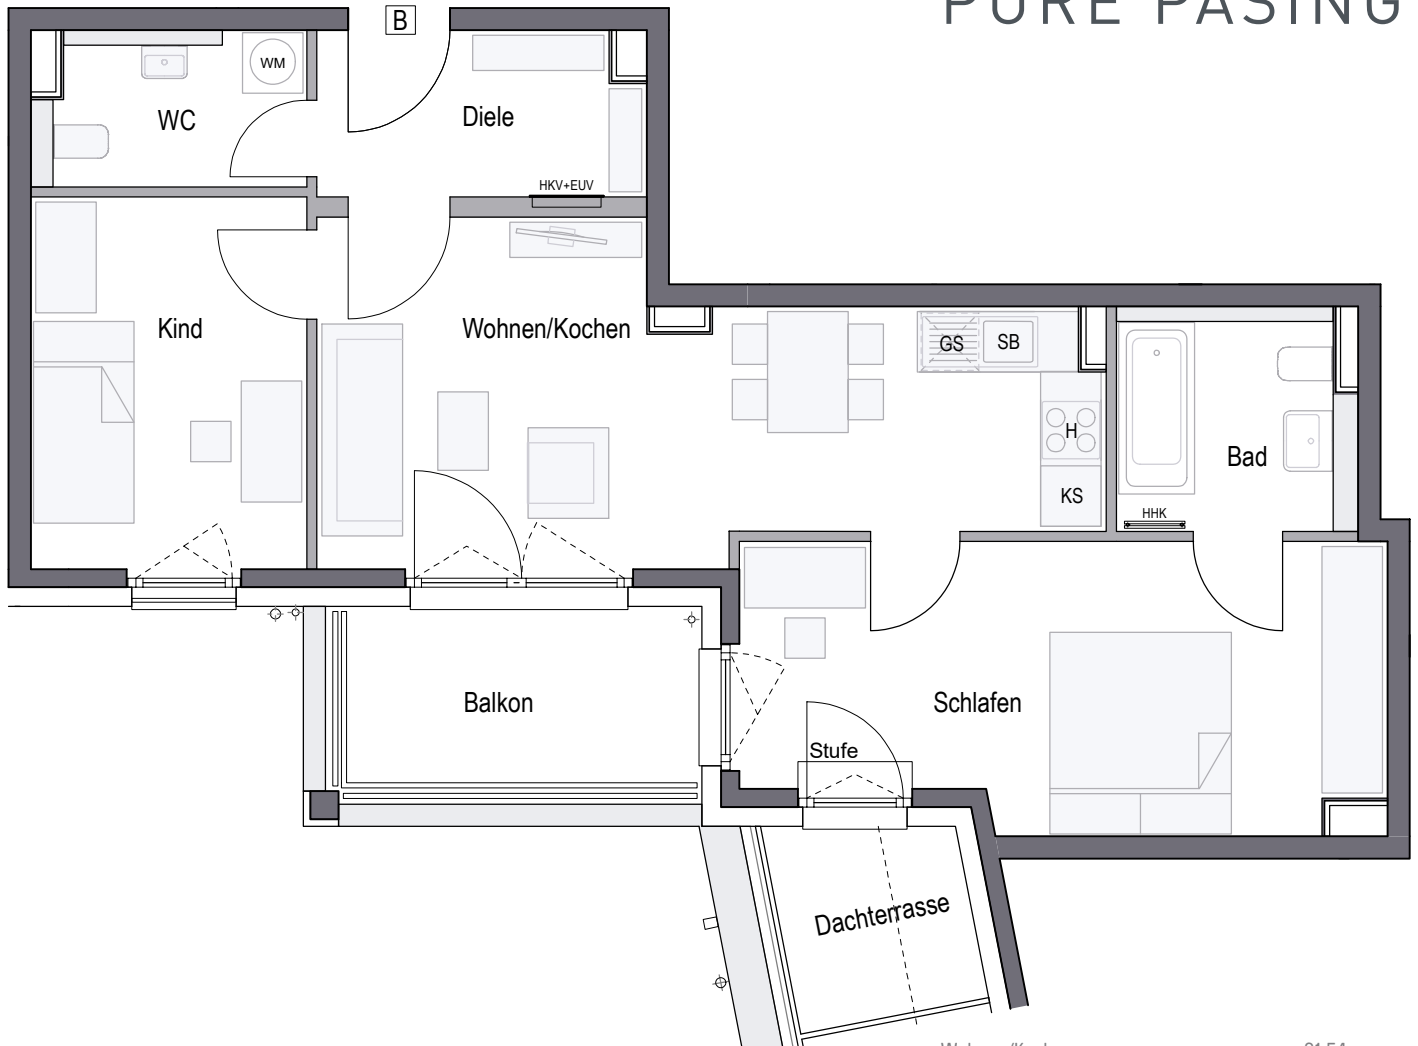 PURE PASING
B
WM
WC
Diele
HKV+EUV
Kind
Wohnen/Kochen
GS
SB
H
KS
Bad
HHK
Balkon
Schlafen
Stufe
Dachterrasse